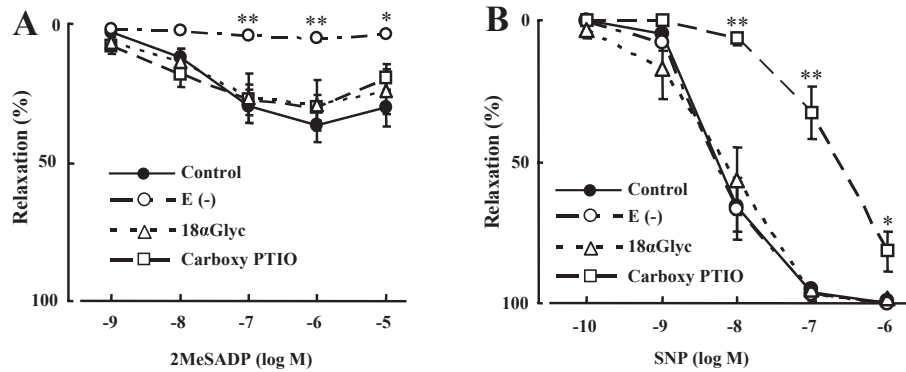 A
** ** *
0
50
100
Relaxation (%)
Control
E (-)
18αGlyc
Carboxy PTIO
-9 -8 -7 -6 -5
2MeSADP (log M)
B
**
**
*
0
50
100
Relaxation (%)
Control
E (-)
18αGlyc
Carboxy PTIO
-10 -9 -8 -7 -6
SNP (log M)